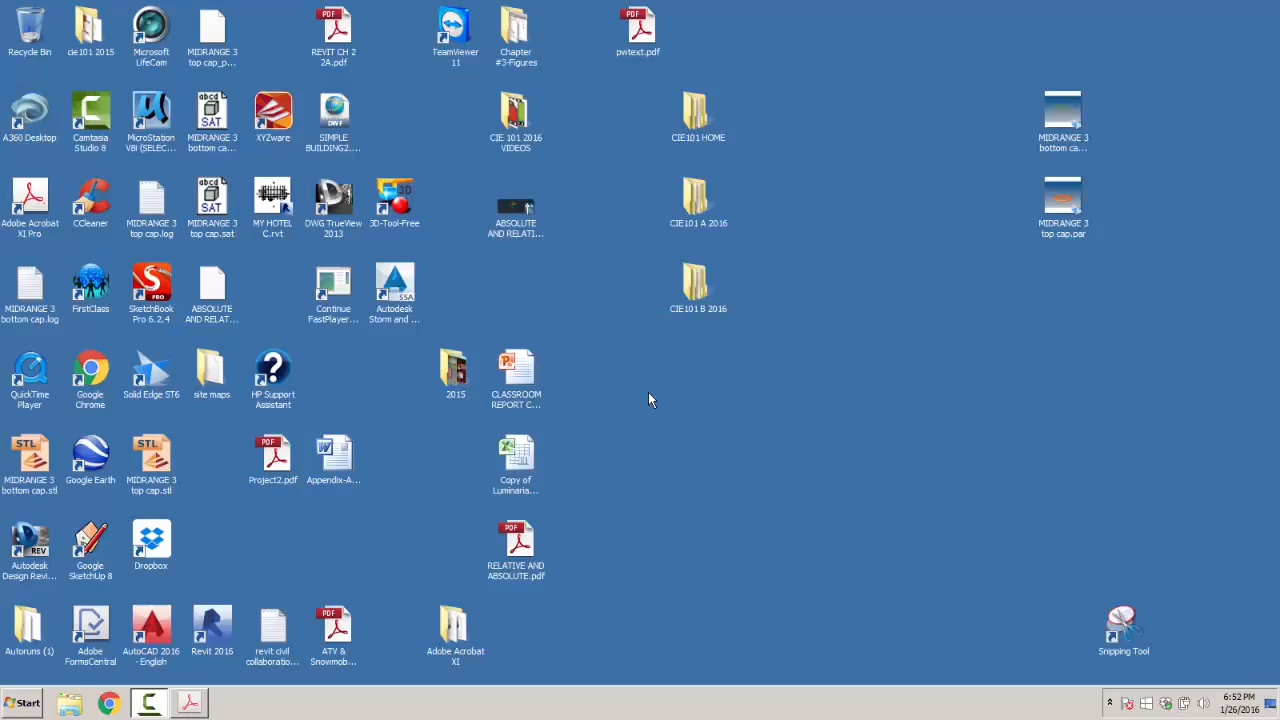 Recycle Bin
cie101 2015
Microsoft
LifeCam
MIDRANGE 3
top cap_p...
PDF
REVIT CH 2
2A.pdf
TeamViewer
11
Chapter
#3-Figures
PDF
pwtext.pdf
A360 Desktop
Camtasia
Studio 8
MicroStation
V8i (SELEC...
abcd
SAT
MIDRANGE 3
bottom ca...
XYZware
DWF
SIMPLE
BUILDING2....
CIE 101 2016
VIDEOS
CIE101 HOME
MIDRANGE 3
bottom ca...
Adobe Acrobat
XI Pro
CCleaner
MIDRANGE 3
top cap.log
abcd
SAT
MIDRANGE 3
top cap.sat
MY HOTEL
C.rvt
DWG TrueView
2013
3D
3D-Tool-Free
ABSOLUTE
AND RELATI...
CIE101 A 2016
MIDRANGE 3
top cap.par
MIDRANGE 3
bottom cap.log
FirstClass
PRO
SketchBook
Pro 6.2.4
ABSOLUTE
AND RELAT...
Continue
FastPlayer...
SSA
Autodesk
Storm and ...
CIE101 B 2016
QuickTime
Player
Google
Chrome
Solid Edge ST6
site maps
HP Support
Assistant
2015
CLASSROOM
REPORT C...
STL
MIDRANGE 3
bottom cap.stl
Google Earth
STL
MIDRANGE 3
top cap.stl
PDF
Project2.pdf
Appendix-A...
Copy of
Luminaria...
REV
Autodesk
Design Revi...
Google
SketchUp 8
Dropbox
PDF
RELATIVE AND
ABSOLUTE.pdf
Autoruns (1)
Adobe
FormsCentral
AutoCAD 2016
- English
Revit 2016
revit civil
collaboratio...
PDF
ATV &
Snowmob...
Adobe Acrobat
XI
Snipping Tool
Start
6:52 PM
1/26/2016